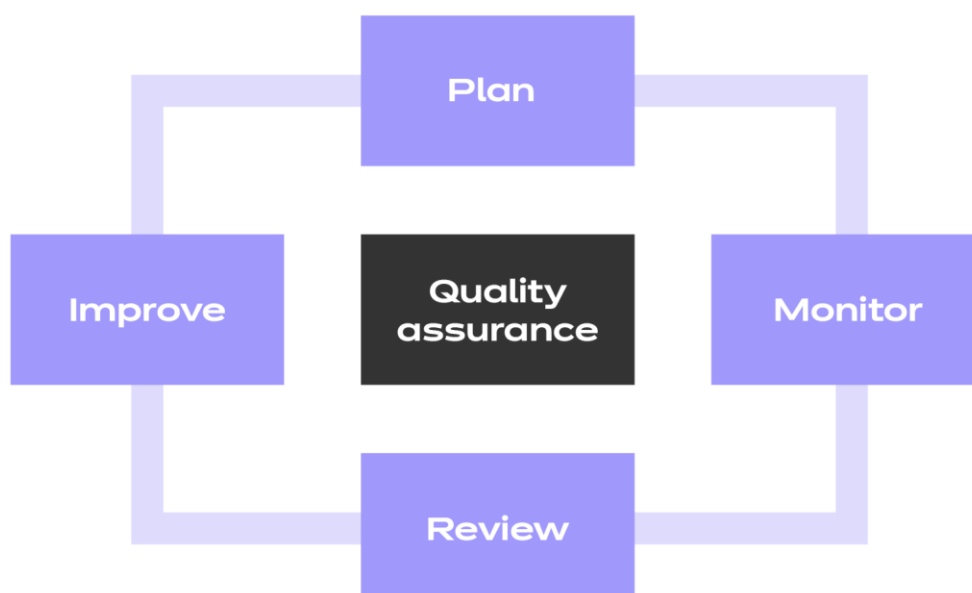 Plan
Improve
Quality
assurance
Monitor
Review